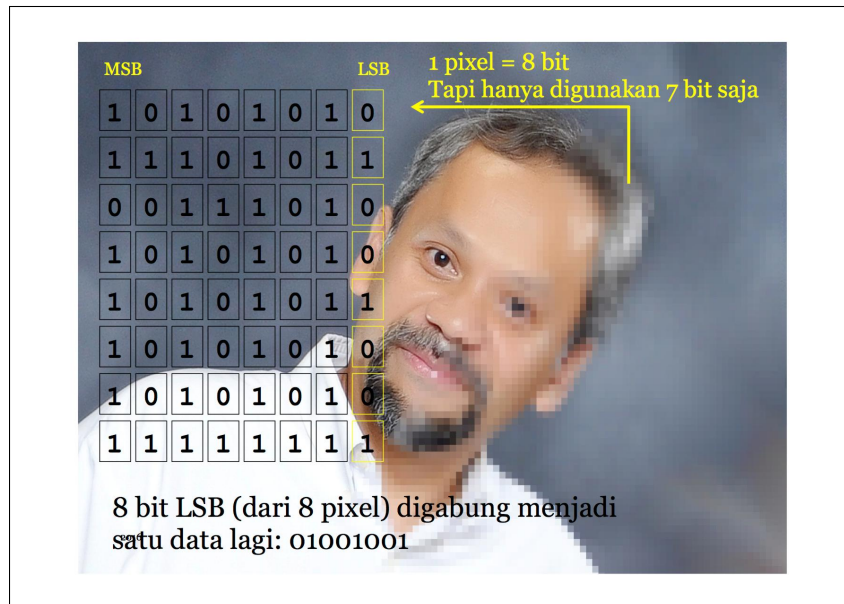 MSB
LSB
1 pixel = 8 bit
Tapi hanya digunakan 7 bit saja
1 0 1 0 1 0 1 0
1 1 1 0 1 0 1 1
0 0 1 1 1 0 1 0
1 0 1 0 1 0 1 0
1 0 1 0 1 0 1 1
1 0 1 0 1 0 1 0
1 0 1 0 1 0 1 0
1 1 1 1 1 1 1 1
8 bit LSB (dari 8 pixel) digabung menjadi
satu data lagi: 01001001